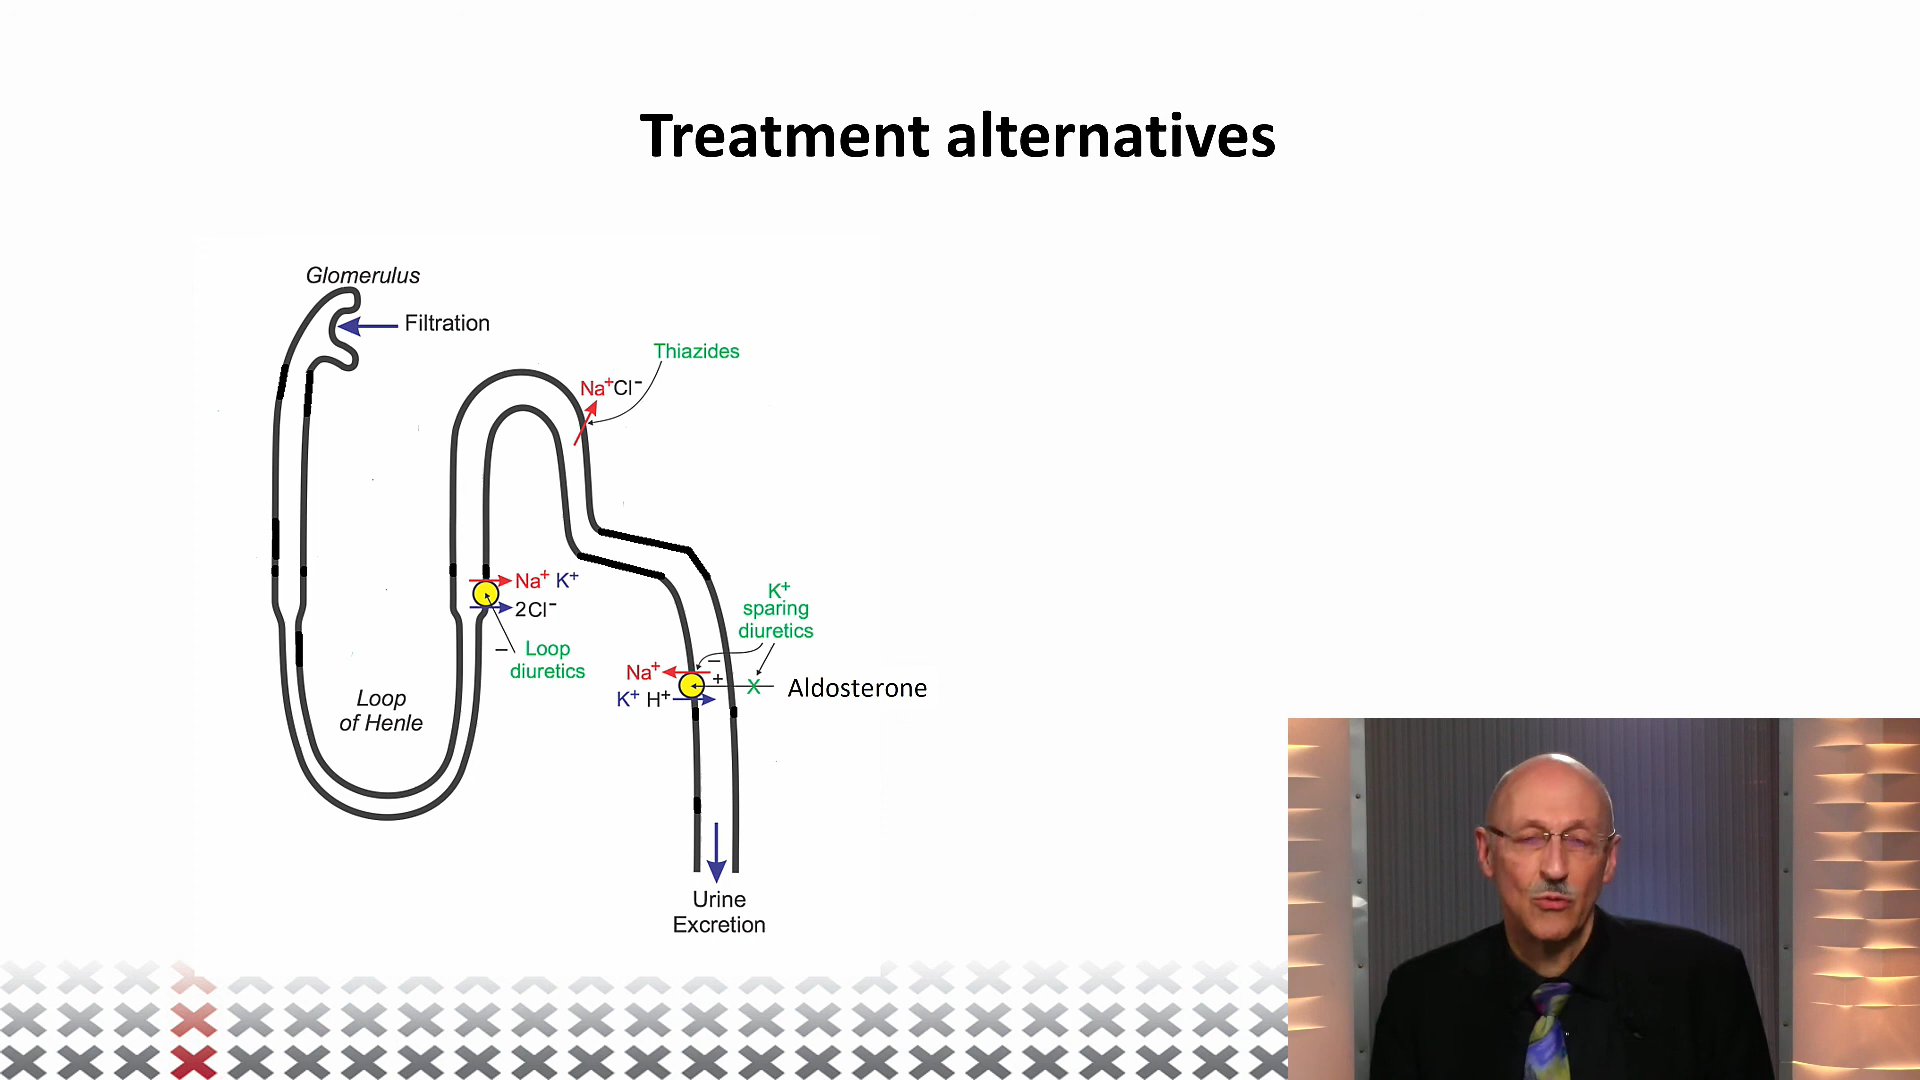 Treatment alternatives
Glomerulus
Filtration
Thiazides
Na⁺Cl⁻
Na⁺ K⁺
2Cl⁻
– Loop
diuretics
Loop
of Henle
K⁺
sparing
diuretics
–
Na⁺
+
X
Aldosterone
K⁺ H⁺
Urine
Excretion